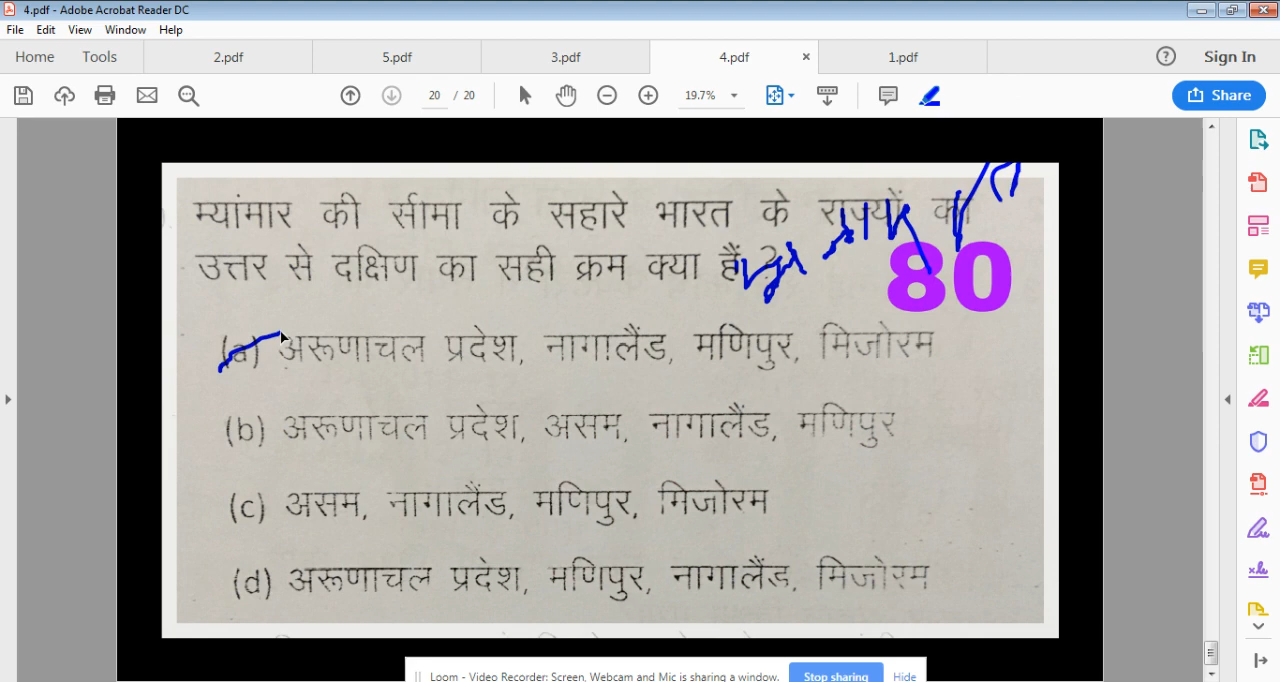 4.pdf - Adobe Acrobat Reader DC
File Edit View Window Help
Home Tools 2.pdf 5.pdf 3.pdf 4.pdf × 1.pdf ? Sign In
20 / 20 19.7% Share
म्यांमार की सीमा के सहारे भारत के राज्यों का
उत्तर से दक्षिण का सही क्रम क्या हैं ?
80
(a) अरूणाचल प्रदेश, नागालैंड, मणिपुर, मिजोरम
(b) अरूणाचल प्रदेश, असम, नागालैंड, मणिपुर
(c) असम, नागालैंड, मणिपुर, मिजोरम
(d) अरूणाचल प्रदेश, मणिपुर, नागालैंड, मिजोरम
Loom - Video Recorder: Screen, Webcam and Mic is sharing a window. Stop sharing Hide